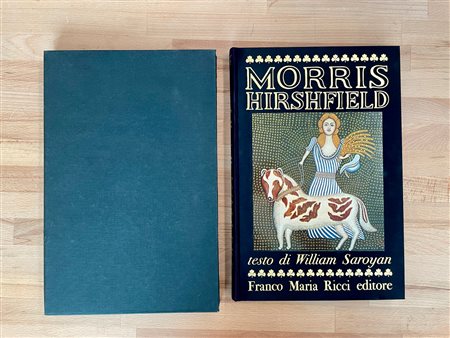 MORRIS
HIRSHFIELD
testo di William Saroyan
Franco Maria Ricci editore